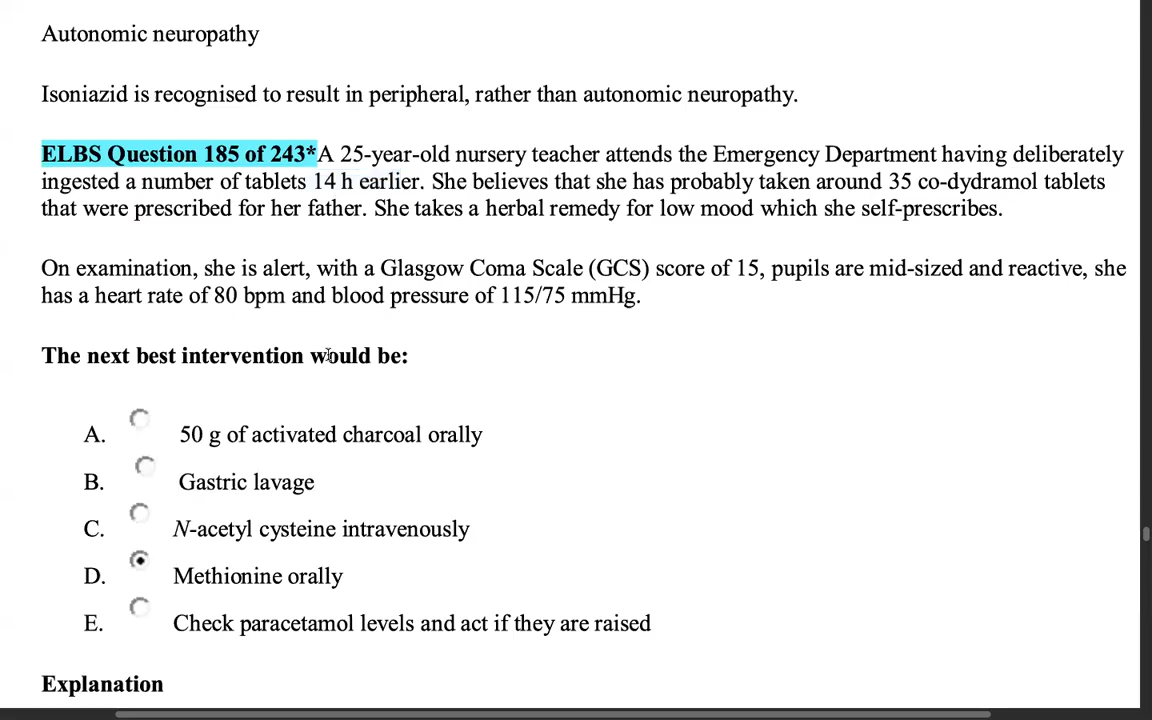 Autonomic neuropathy
Isoniazid is recognised to result in peripheral, rather than autonomic neuropathy.
ELBS Question 185 of 243*A 25-year-old nursery teacher attends the Emergency Department having deliberately
ingested a number of tablets 14 h earlier. She believes that she has probably taken around 35 co-dydramol tablets
that were prescribed for her father. She takes a herbal remedy for low mood which she self-prescribes.
On examination, she is alert, with a Glasgow Coma Scale (GCS) score of 15, pupils are mid-sized and reactive, she
has a heart rate of 80 bpm and blood pressure of 115/75 mmHg.
The next best intervention would be:
A. 50 g of activated charcoal orally
B. Gastric lavage
C. N-acetyl cysteine intravenously
D. Methionine orally
E. Check paracetamol levels and act if they are raised
Explanation